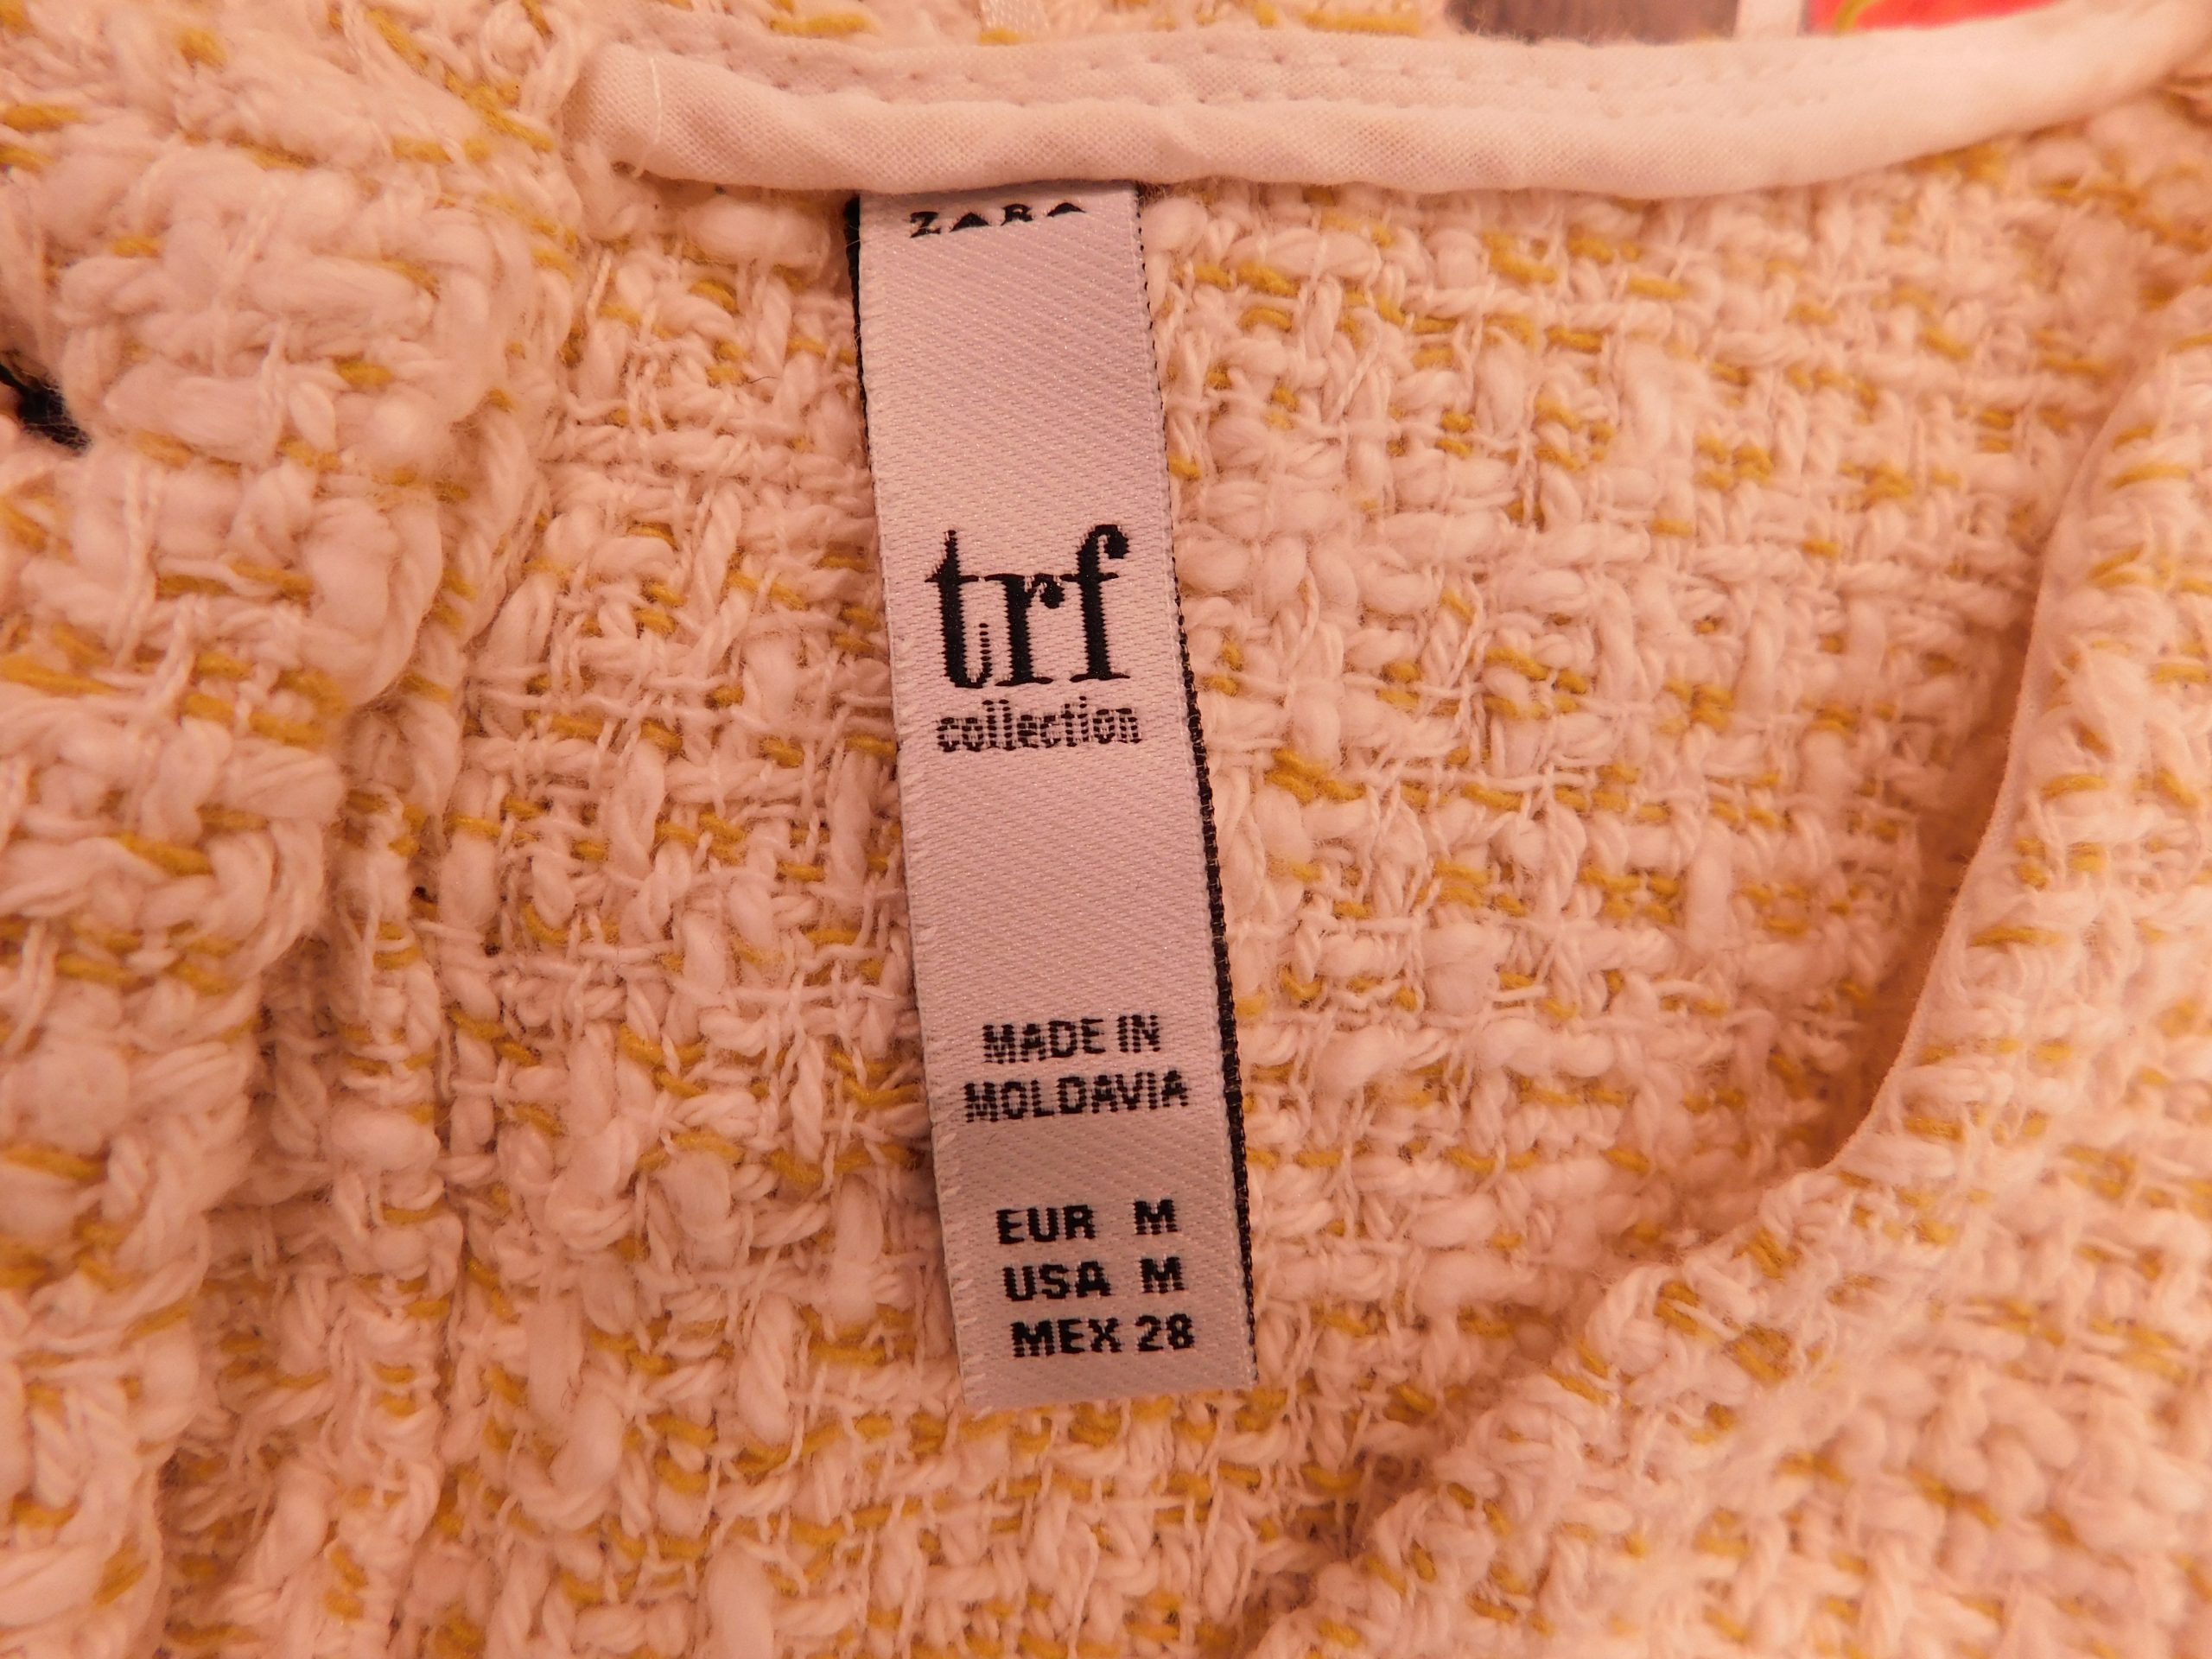 ZARA
trf
collection
MADE IN
MOLDAVIA
EUR M
USA M
MEX 28